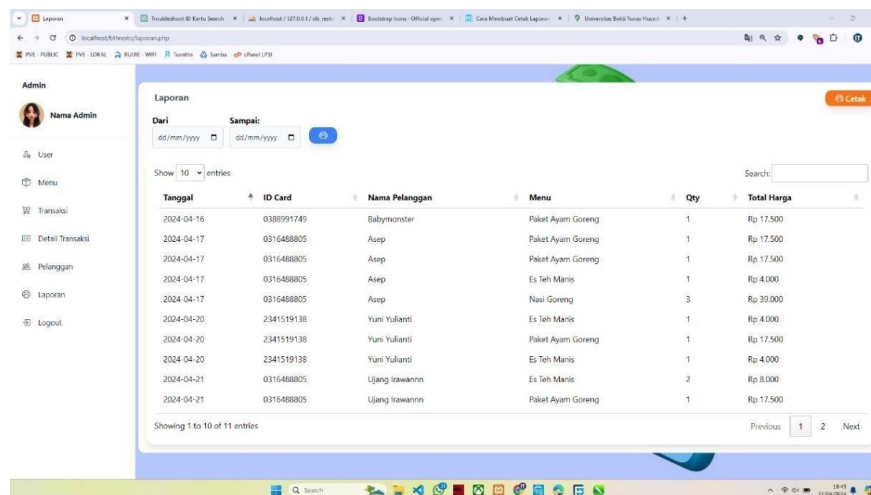 Laporan
Troubleshoot ID Kartu Search
localhost / 127.0.0.1 / db_resto
Bootstrap Icons · Official open
Cara Membuat Cetak Laporan
Universitas Bakti Tunas Husada
localhost/bthresto/laporan.php
PVE - PUBLIC
PVE - LOKAL
Turnitin
Samba
cPanel LP3I
Admin
Nama Admin
User
Menu
Transaksi
Detail Transaksi
Pelanggan
Laporan
Logout
Laporan
Cetak
Dari Sampai:
dd/mm/yyyy dd/mm/yyyy
Show 10 entries Search:
Tanggal ID Card Nama Pelanggan Menu Qty Total Harga
2024-04-16 0388991749 Babymonster Paket Ayam Goreng 1 Rp 17.500
2024-04-17 0316488805 Asep Paket Ayam Goreng 1 Rp 17.500
2024-04-17 0316488805 Asep Paket Ayam Goreng 1 Rp 17.500
2024-04-17 0316488805 Asep Es Teh Manis 1 Rp 4.000
2024-04-17 0316488805 Asep Nasi Goreng 3 Rp 39.000
2024-04-20 2341519138 Yuni Yulianti Es Teh Manis 1 Rp 4.000
2024-04-20 2341519138 Yuni Yulianti Paket Ayam Goreng 1 Rp 17.500
2024-04-20 2341519138 Yuni Yulianti Es Teh Manis 1 Rp 4.000
2024-04-21 0316488805 Ujang Irawannn Es Teh Manis 2 Rp 8.000
2024-04-21 0316488805 Ujang Irawannn Paket Ayam Goreng 1 Rp 17.500
Showing 1 to 10 of 11 entries Previous 1 2 Next
Search
18:45